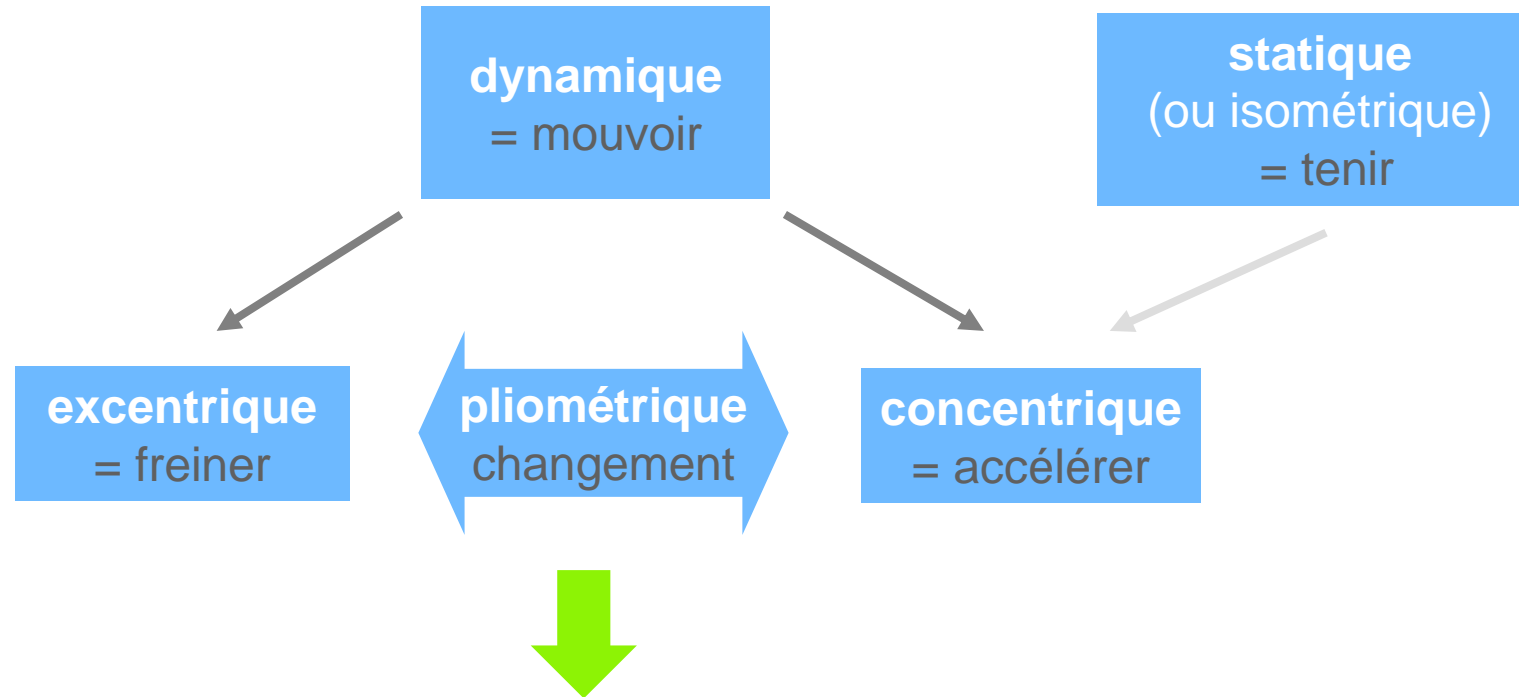 dynamique
= mouvoir
statique
(ou isométrique)
= tenir
excentrique
= freiner
pliométrique
changement
concentrique
= accélérer